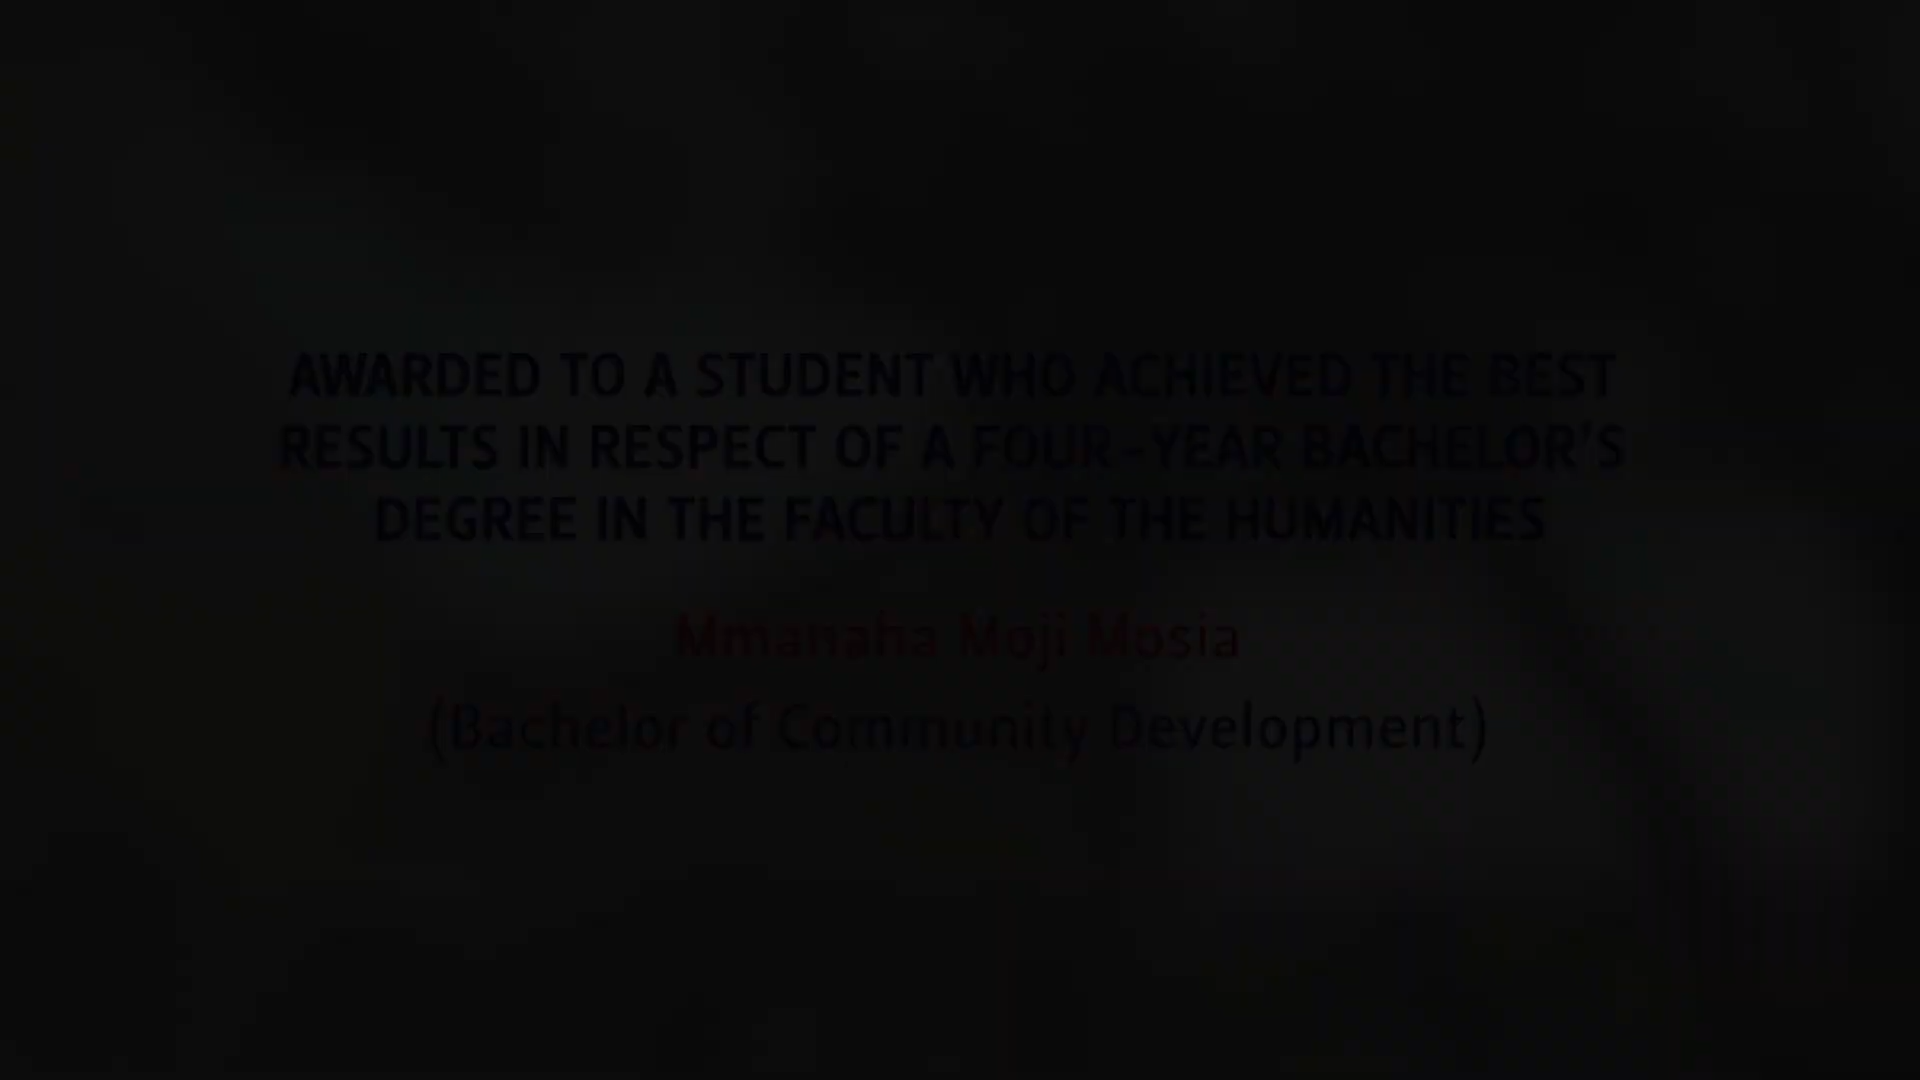 AWARDED TO A STUDENT WHO ACHIEVED THE BEST
RESULTS IN RESPECT OF A FOUR-YEAR BACHELOR'S
DEGREE IN THE FACULTY OF THE HUMANITIES
Mmanaha Moji Mosia
(Bachelor of Community Development)